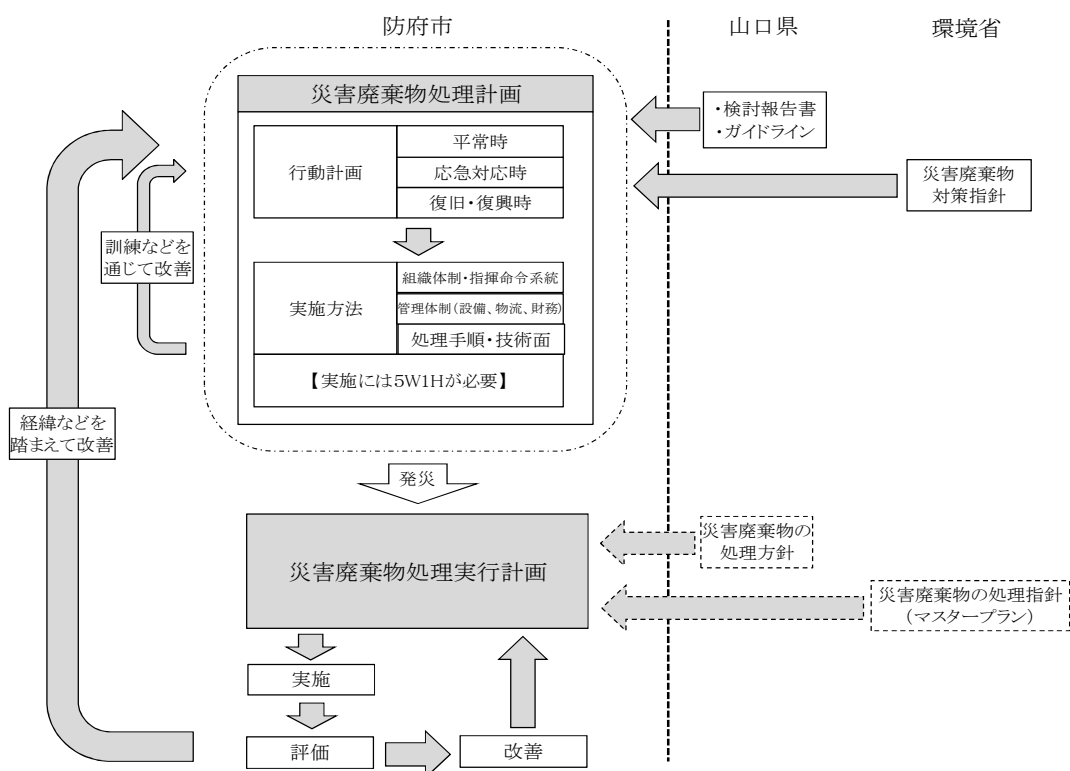 防府市
山口県
環境省
災害廃棄物処理計画
行動計画
平常時
応急対応時
復旧・復興時
実施方法
組織体制・指揮命令系統
管理体制(設備、物流、財務)
処理手順・技術面
【実施には5W1Hが必要】
・検討報告書
・ガイドライン
災害廃棄物
対策指針
訓練などを
通じて改善
経緯などを
踏まえて改善
発災
災害廃棄物処理実行計画
災害廃棄物の
処理方針
災害廃棄物の処理指針
(マスタープラン)
実施
評価
改善